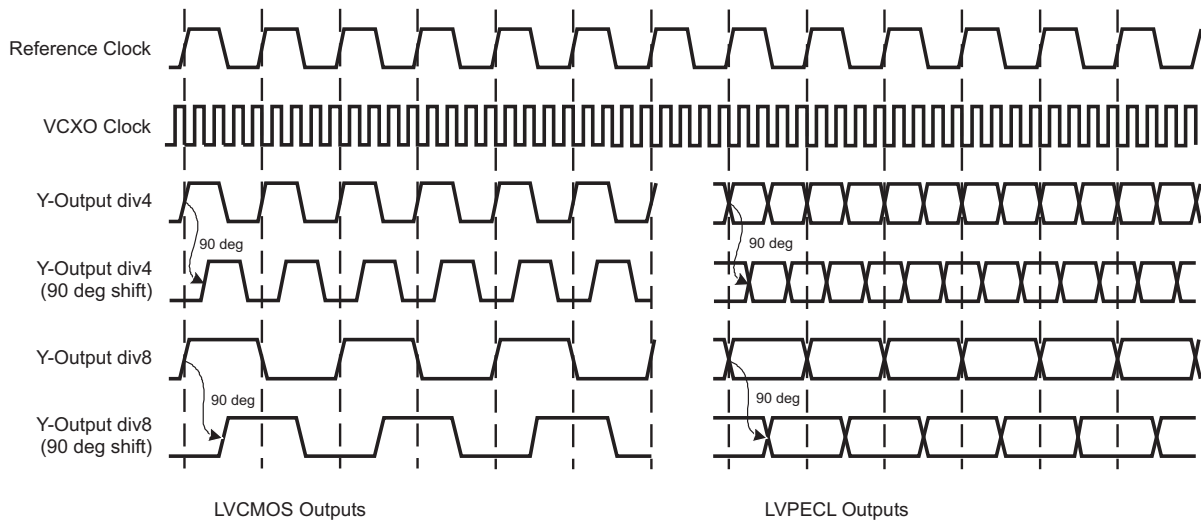 Reference Clock
VCXO Clock
Y-Output div4
90 deg
90 deg
Y-Output div4
(90 deg shift)
Y-Output div8
90 deg
90 deg
Y-Output div8
(90 deg shift)
LVCMOS Outputs
LVPECL Outputs